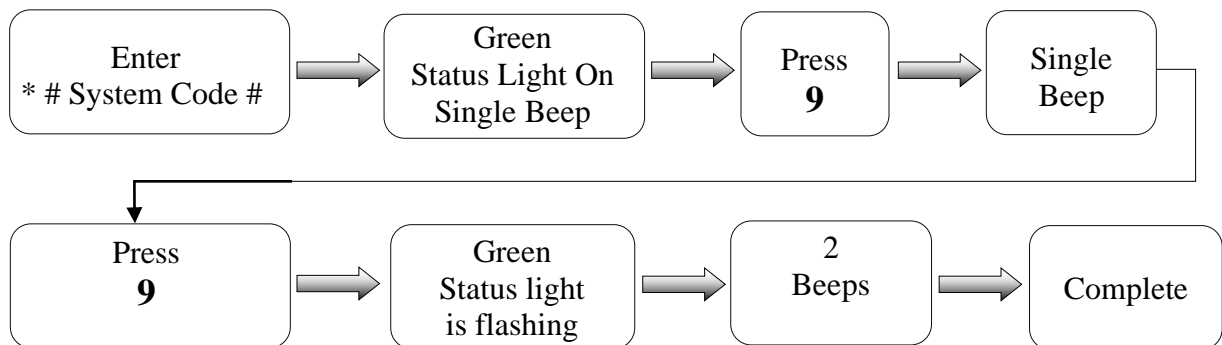 Enter
* # System Code #
Green
Status Light On
Single Beep
Press
9
Single
Beep
Press
9
Green
Status light
is flashing
2
Beeps
Complete